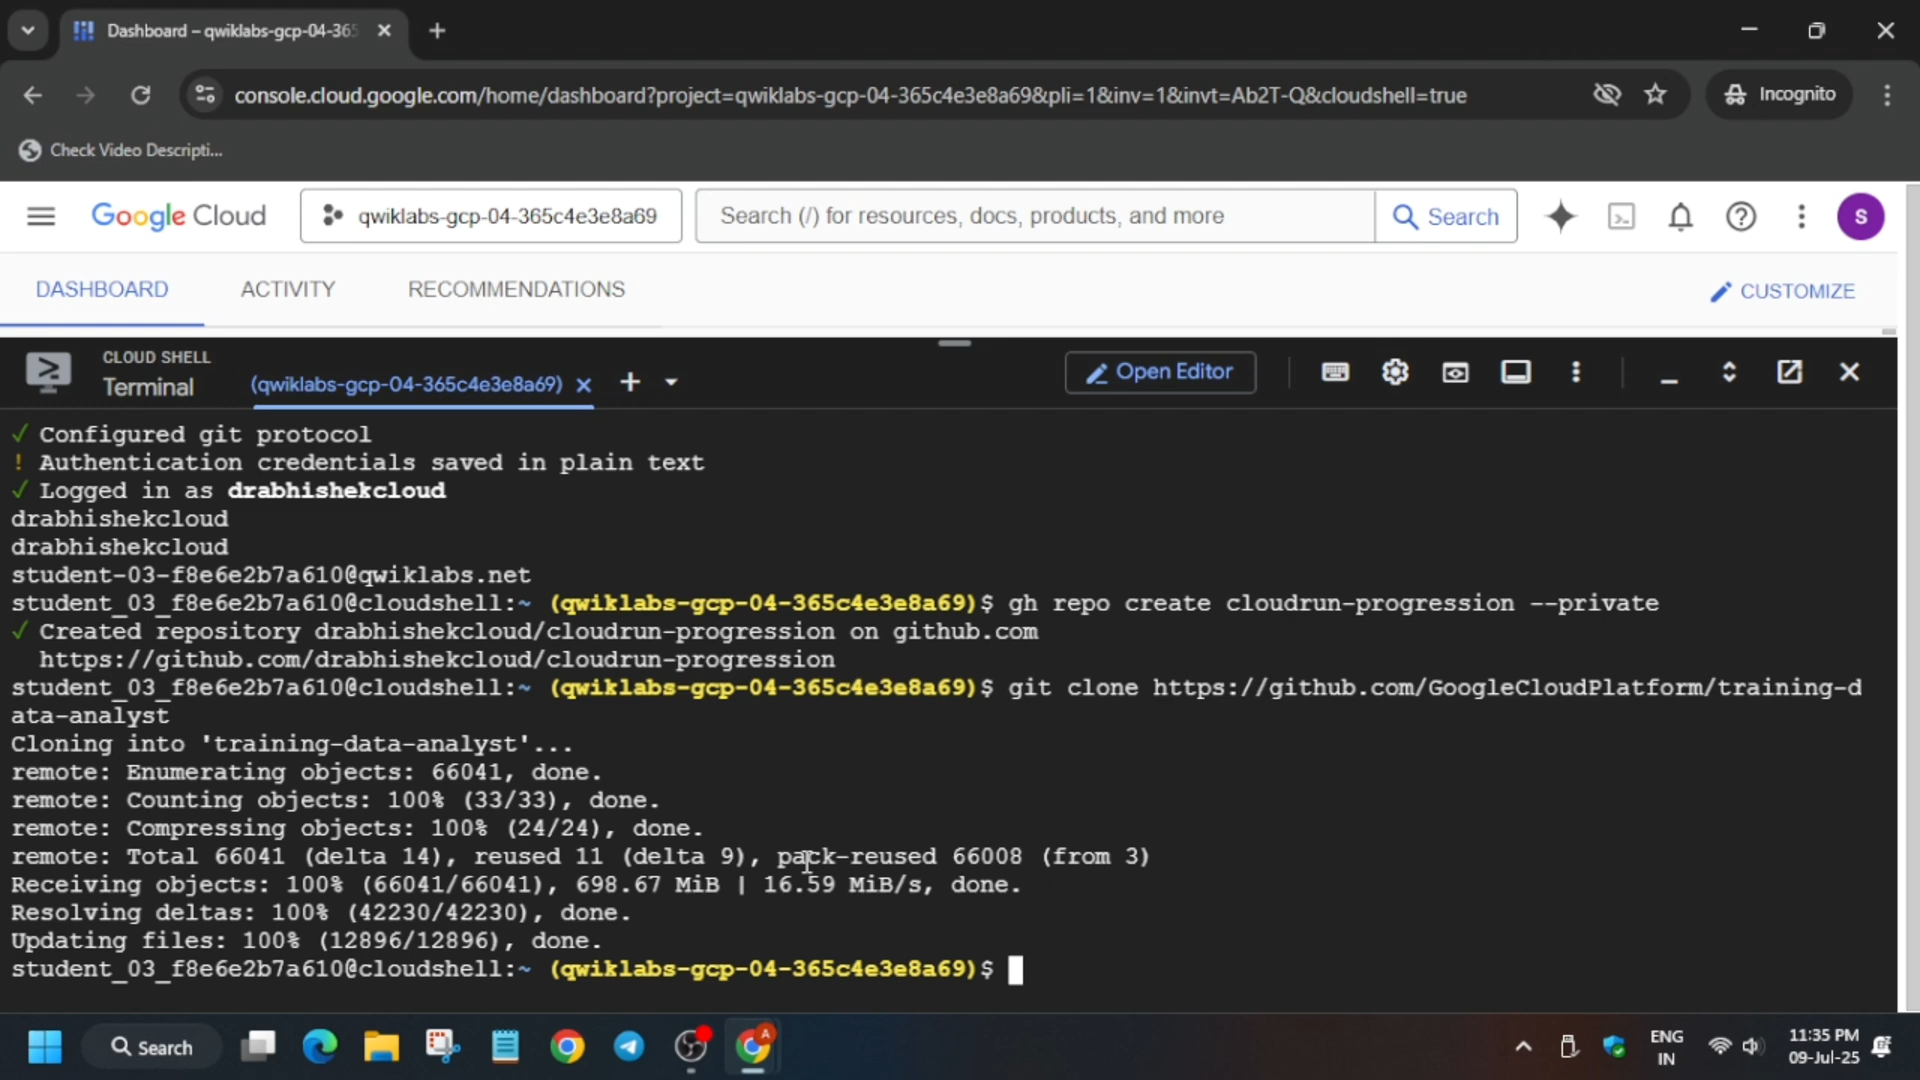 Dashboard – qwiklabs-gcp-04-365
console.cloud.google.com/home/dashboard?project=qwiklabs-gcp-04-365c4e3e8a69&pli=1&inv=1&invt=Ab2T-Q&cloudshell=true
Incognito
Check Video Descripti...
Google Cloud
qwiklabs-gcp-04-365c4e3e8a69
Search (/) for resources, docs, products, and more
Search
S
DASHBOARD
ACTIVITY
RECOMMENDATIONS
CUSTOMIZE
CLOUD SHELL
Terminal
(qwiklabs-gcp-04-365c4e3e8a69)
Open Editor
✓ Configured git protocol
! Authentication credentials saved in plain text
✓ Logged in as drabhishekcloud
drabhishekcloud
drabhishekcloud
student-03-f8e6e2b7a610@qwiklabs.net
student_03_f8e6e2b7a610@cloudshell:~ (qwiklabs-gcp-04-365c4e3e8a69)$ gh repo create cloudrun-progression --private
✓ Created repository drabhishekcloud/cloudrun-progression on github.com
https://github.com/drabhishekcloud/cloudrun-progression
student_03_f8e6e2b7a610@cloudshell:~ (qwiklabs-gcp-04-365c4e3e8a69)$ git clone https://github.com/GoogleCloudPlatform/training-d
ata-analyst
Cloning into 'training-data-analyst'...
remote: Enumerating objects: 66041, done.
remote: Counting objects: 100% (33/33), done.
remote: Compressing objects: 100% (24/24), done.
remote: Total 66041 (delta 14), reused 11 (delta 9), pack-reused 66008 (from 3)
Receiving objects: 100% (66041/66041), 698.67 MiB | 16.59 MiB/s, done.
Resolving deltas: 100% (42230/42230), done.
Updating files: 100% (12896/12896), done.
student_03_f8e6e2b7a610@cloudshell:~ (qwiklabs-gcp-04-365c4e3e8a69)$
Search
A
ENG
IN
11:35 PM
09-Jul-25